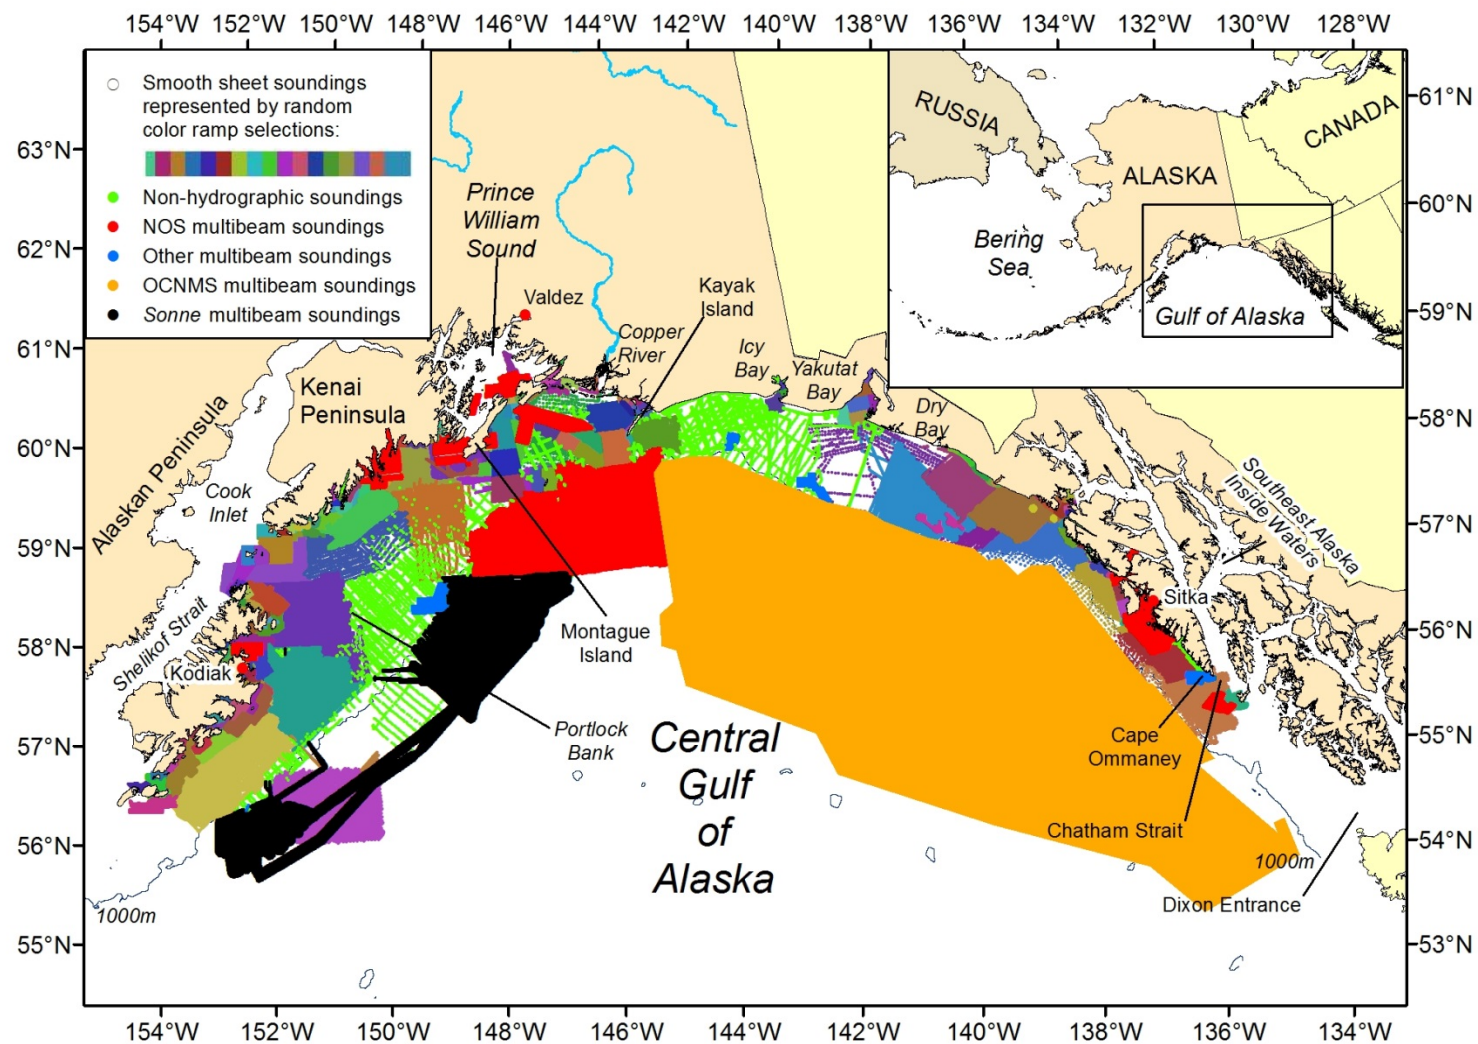 154°W 152°W 150°W 148°W 146°W 144°W 142°W 140°W 138°W 136°W 134°W 132°W 130°W 128°W
Smooth sheet soundings
represented by random
color ramp selections:
Non-hydrographic soundings
NOS multibeam soundings
Other multibeam soundings
OCNMS multibeam soundings
Sonne multibeam soundings
RUSSIA
CANADA
ALASKA
Bering
Sea
Gulf of Alaska
63°N
62°N
61°N
60°N
59°N
58°N
57°N
56°N
55°N
61°N
60°N
59°N
58°N
57°N
56°N
55°N
54°N
53°N
Prince
William
Sound
Valdez
Kayak
Island
Copper
River
Icy
Bay
Yakutat
Bay
Dry
Bay
Kenai
Peninsula
Alaskan Peninsula
Cook
Inlet
Shelikof Strait
Kodiak
Montague
Island
Portlock
Bank
Central
Gulf
of
Alaska
Southeast Alaska
Inside Waters
Sitka
Cape
Ommaney
Chatham Strait
1000m
Dixon Entrance
1000m
154°W 152°W 150°W 148°W 146°W 144°W 142°W 140°W 138°W 136°W 134°W